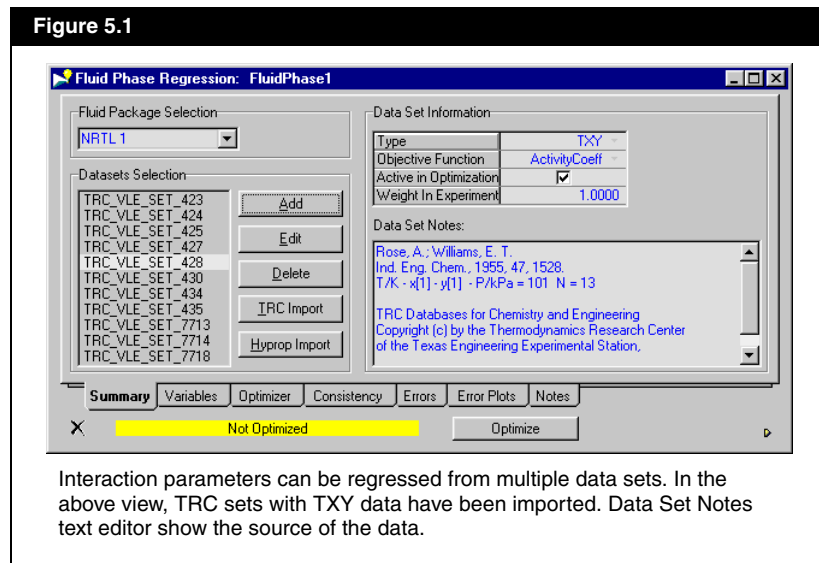 Figure 5.1
Fluid Phase Regression: FluidPhase1
Fluid Package Selection
NRTL 1
Datasets Selection
TRC_VLE_SET_423
TRC_VLE_SET_424
TRC_VLE_SET_425
TRC_VLE_SET_427
TRC_VLE_SET_428
TRC_VLE_SET_430
TRC_VLE_SET_434
TRC_VLE_SET_435
TRC_VLE_SET_7713
TRC_VLE_SET_7714
TRC_VLE_SET_7718
Add
Edit
Delete
TRC Import
Hyprop Import
Data Set Information
Type TXY
Objective Function ActivityCoeff
Active in Optimization
Weight In Experiment 1.0000
Data Set Notes:
Rose, A.; Williams, E. T.
Ind. Eng. Chem., 1955, 47, 1528.
T/K - x[1] - y[1] - P/kPa = 101 N = 13
TRC Databases for Chemistry and Engineering
Copyright (c) by the Thermodynamics Research Center
of the Texas Engineering Experimental Station,
Summary Variables Optimizer Consistency Errors Error Plots Notes
Not Optimized Optimize
Interaction parameters can be regressed from multiple data sets. In the
above view, TRC sets with TXY data have been imported. Data Set Notes
text editor show the source of the data.